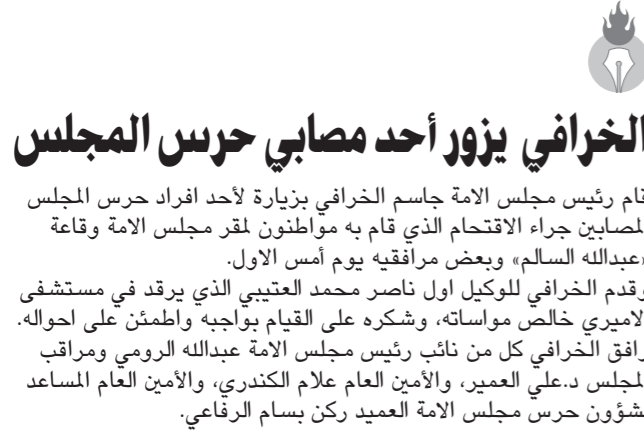 الخرافي يزور أحد مصابي حرس المجلس
قام رئيس مجلس الامة جاسم الخرافي بزيارة لأحد افراد حرس المجلس
المصابين جراء الاقتحام الذي قام به مواطنون لمقر مجلس الامة وقاعة
«عبدالله السالم» وبعض مرافقيه يوم أمس الاول.
وقدم الخرافي للوكيل اول ناصر محمد العتيبي الذي يرقد في مستشفى
الاميري خالص مواساته، وشكره على القيام بواجبه واطمئن على احواله.
رافق الخرافي كل من نائب رئيس مجلس الامة عبدالله الرومي ومراقب
المجلس د.علي العمير، والأمين العام علام الكندري، والأمين العام المساعد
لشؤون حرس مجلس الامة العميد ركن بسام الرفاعي.